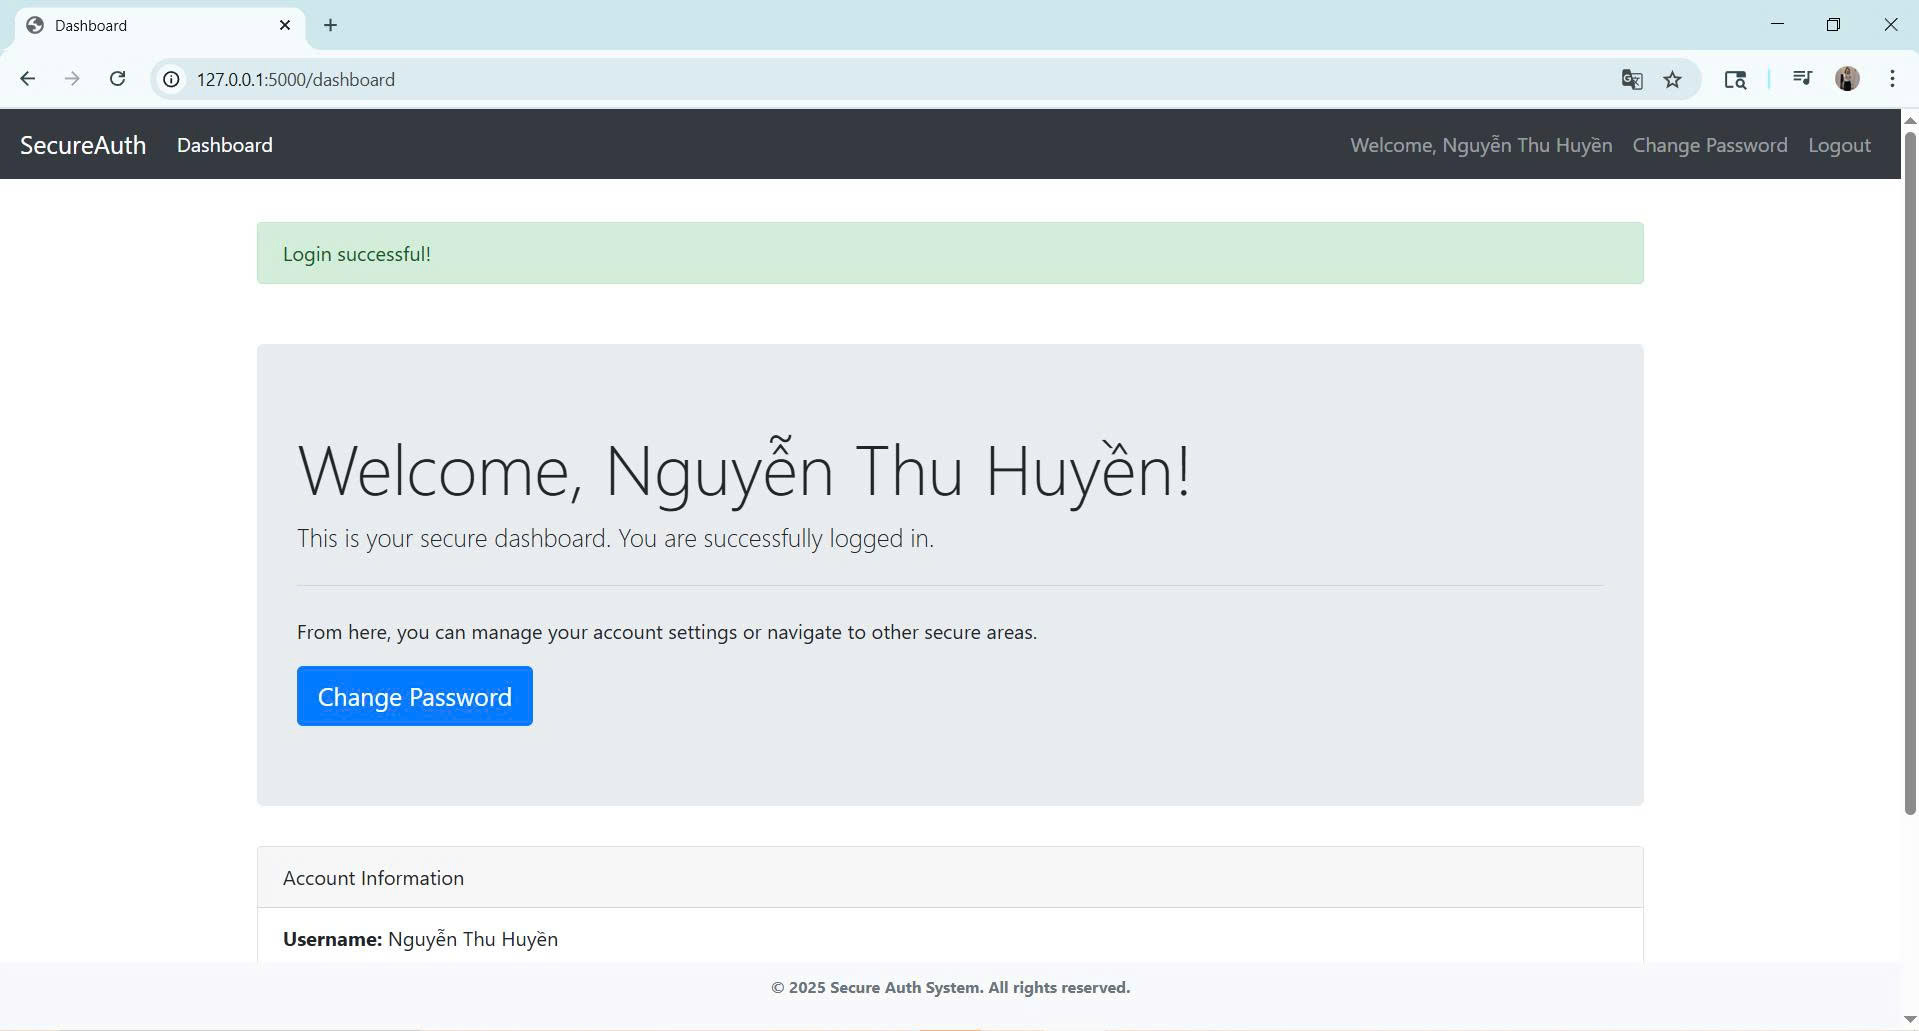 Dashboard
127.0.0.1:5000/dashboard
SecureAuth Dashboard Welcome, Nguyễn Thu Huyền Change Password Logout
Login successful!
Welcome, Nguyễn Thu Huyền!
This is your secure dashboard. You are successfully logged in.
From here, you can manage your account settings or navigate to other secure areas.
Change Password
Account Information
Username: Nguyễn Thu Huyền
© 2025 Secure Auth System. All rights reserved.